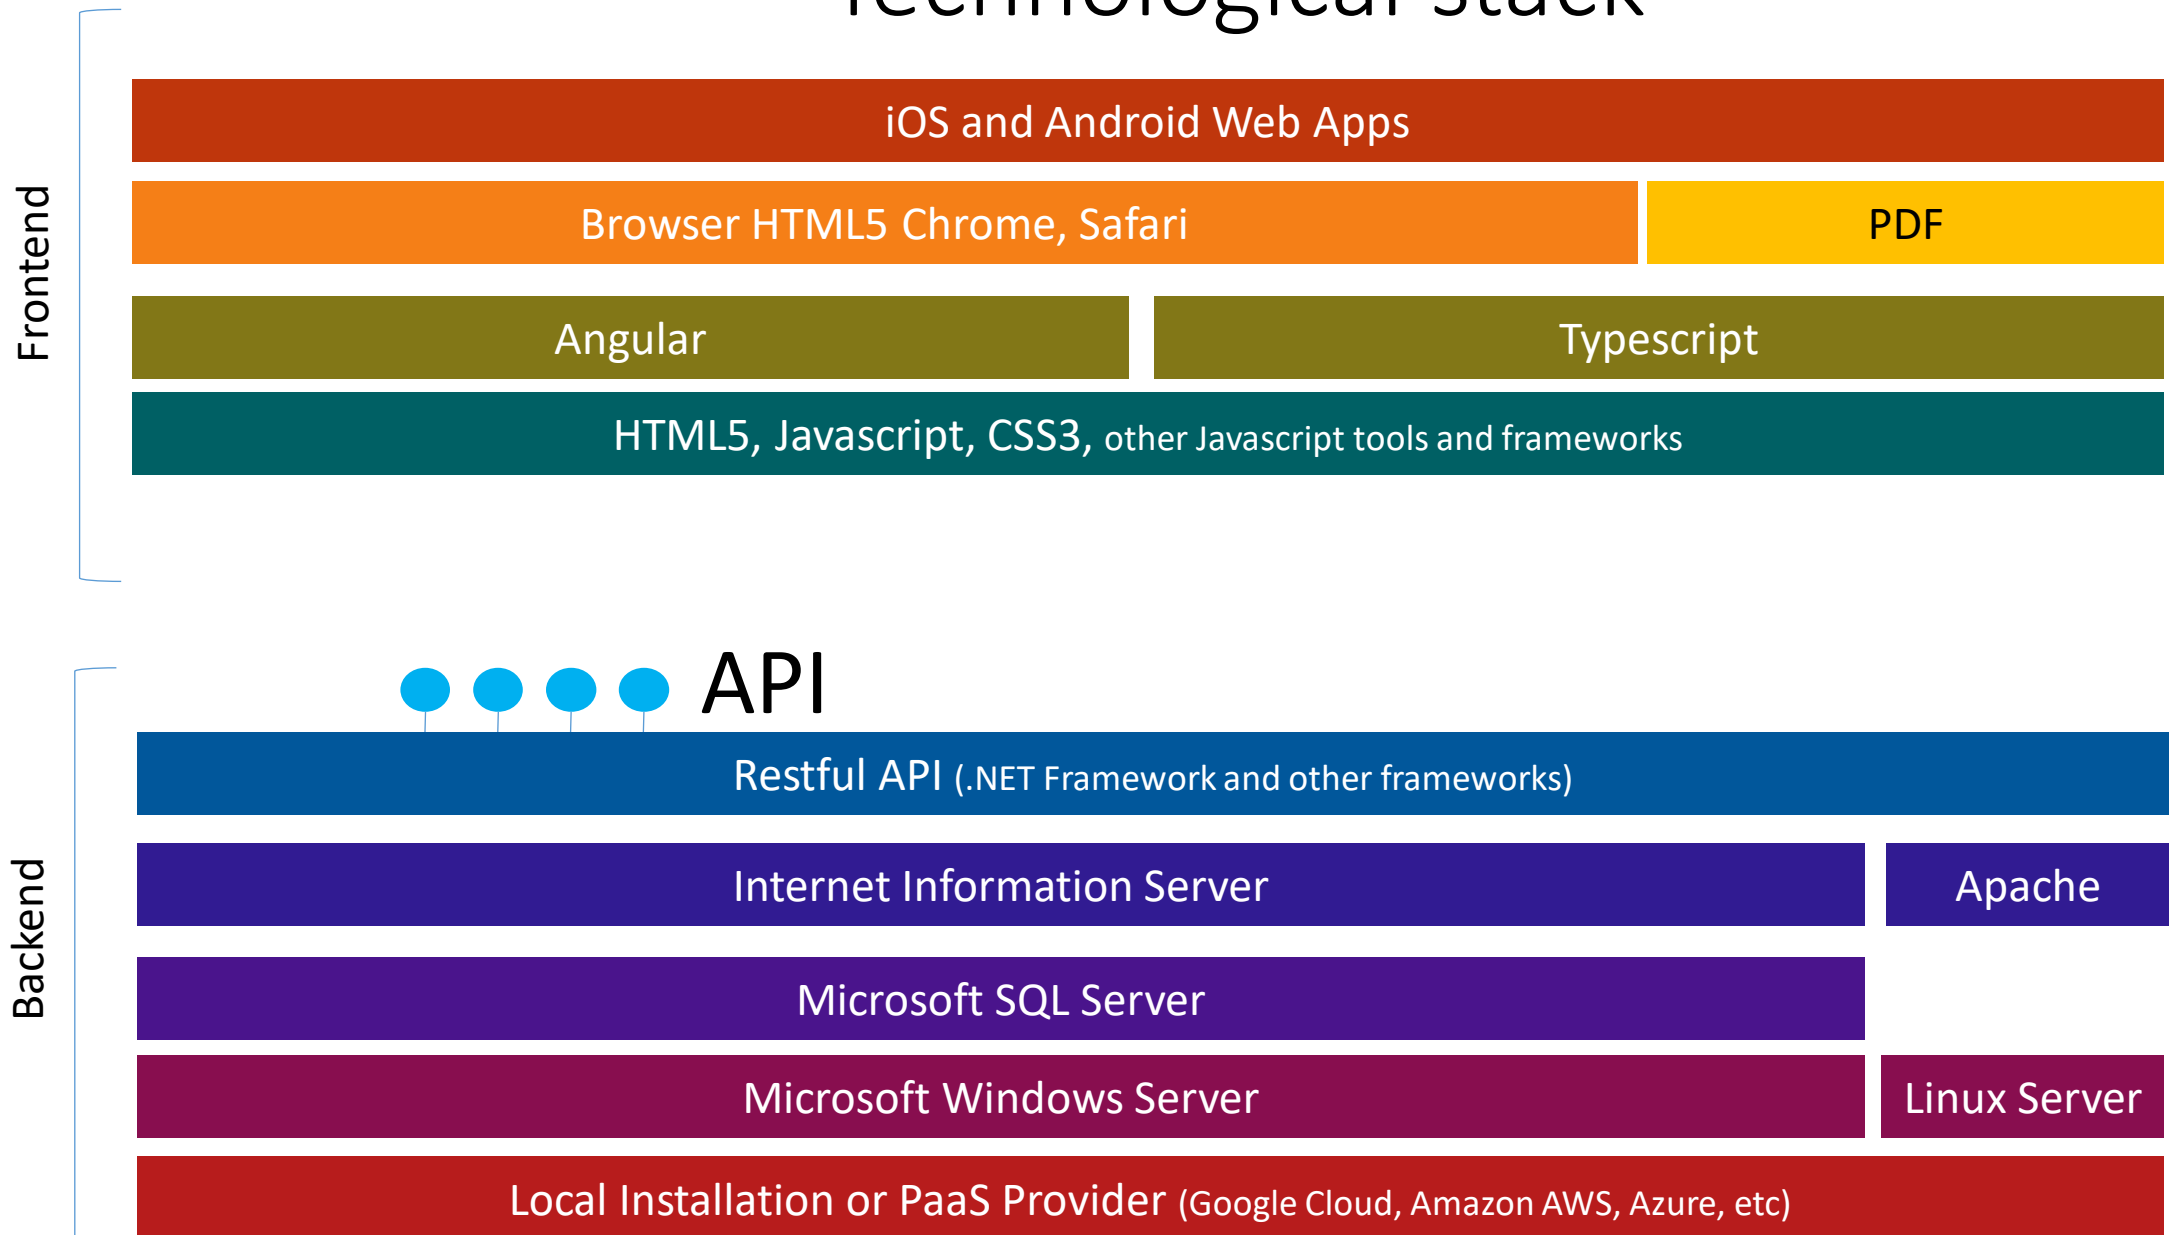 Technological stack
iOS and Android Web Apps
Browser HTML5 Chrome, Safari
PDF
Frontend
Angular
Typescript
HTML5, Javascript, CSS3, other Javascript tools and frameworks
API
Restful API (.NET Framework and other frameworks)
Internet Information Server
Apache
Backend
Microsoft SQL Server
Microsoft Windows Server
Linux Server
Local Installation or PaaS Provider (Google Cloud, Amazon AWS, Azure, etc)